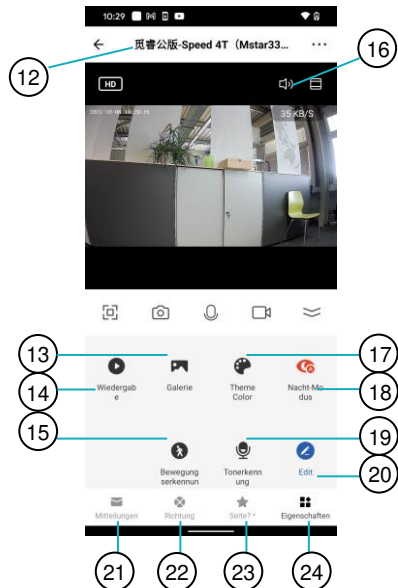 10:29
觅睿公版-Speed 4T（Mstar33...
12
16
HD
35 KB/S
13
17
14
Wiedergab
e
Galerie
Theme
Color
Nacht-Mo
dus
18
15
19
Bewegung
serkennun
Tonerkenn
ung
Edit
20
Mitteilungen
Richtung
Seite? *
Eigenschaften
21
22
23
24